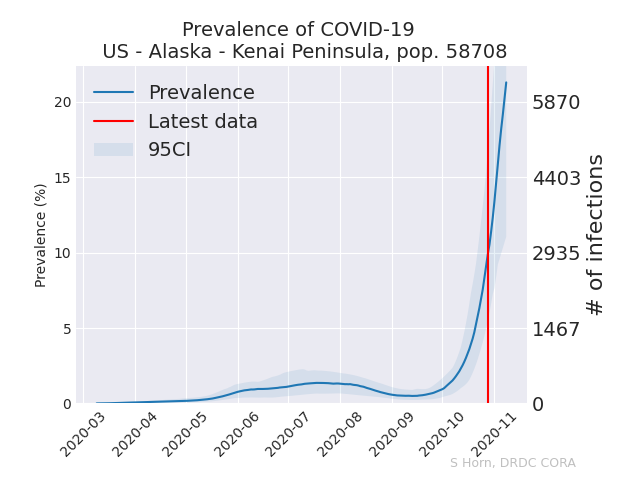 Prevalence of COVID-19
US - Alaska - Kenai Peninsula, pop. 58708
Prevalence
Latest data
95CI
20
15
10
5
0
Prevalence (%)
5870
4403
2935
1467
0
# of infections
2020-03
2020-04
2020-05
2020-06
2020-07
2020-08
2020-09
2020-10
2020-11
S Horn, DRDC CORA